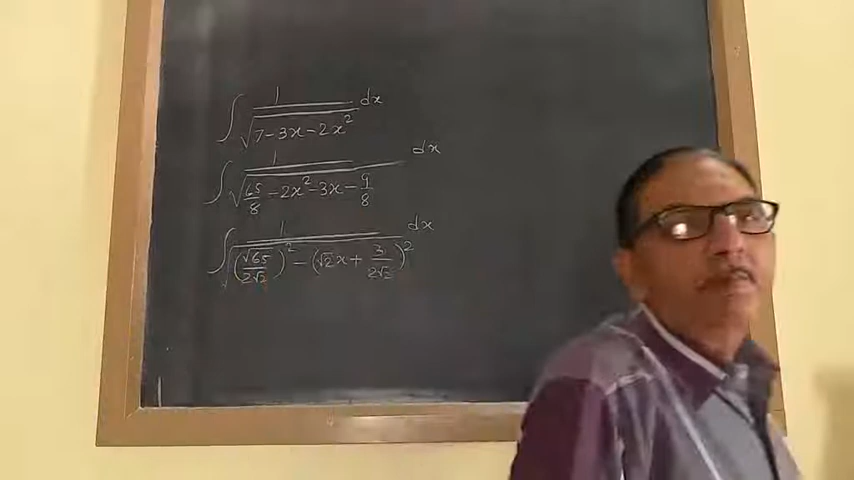 ∫ 1/√(7-3x-2x²) dx
∫ 1/√(65/8 -2x²-3x-9/8) dx
∫ 1/√((√65/2√2)² - (√2x+3/2√2)²) dx